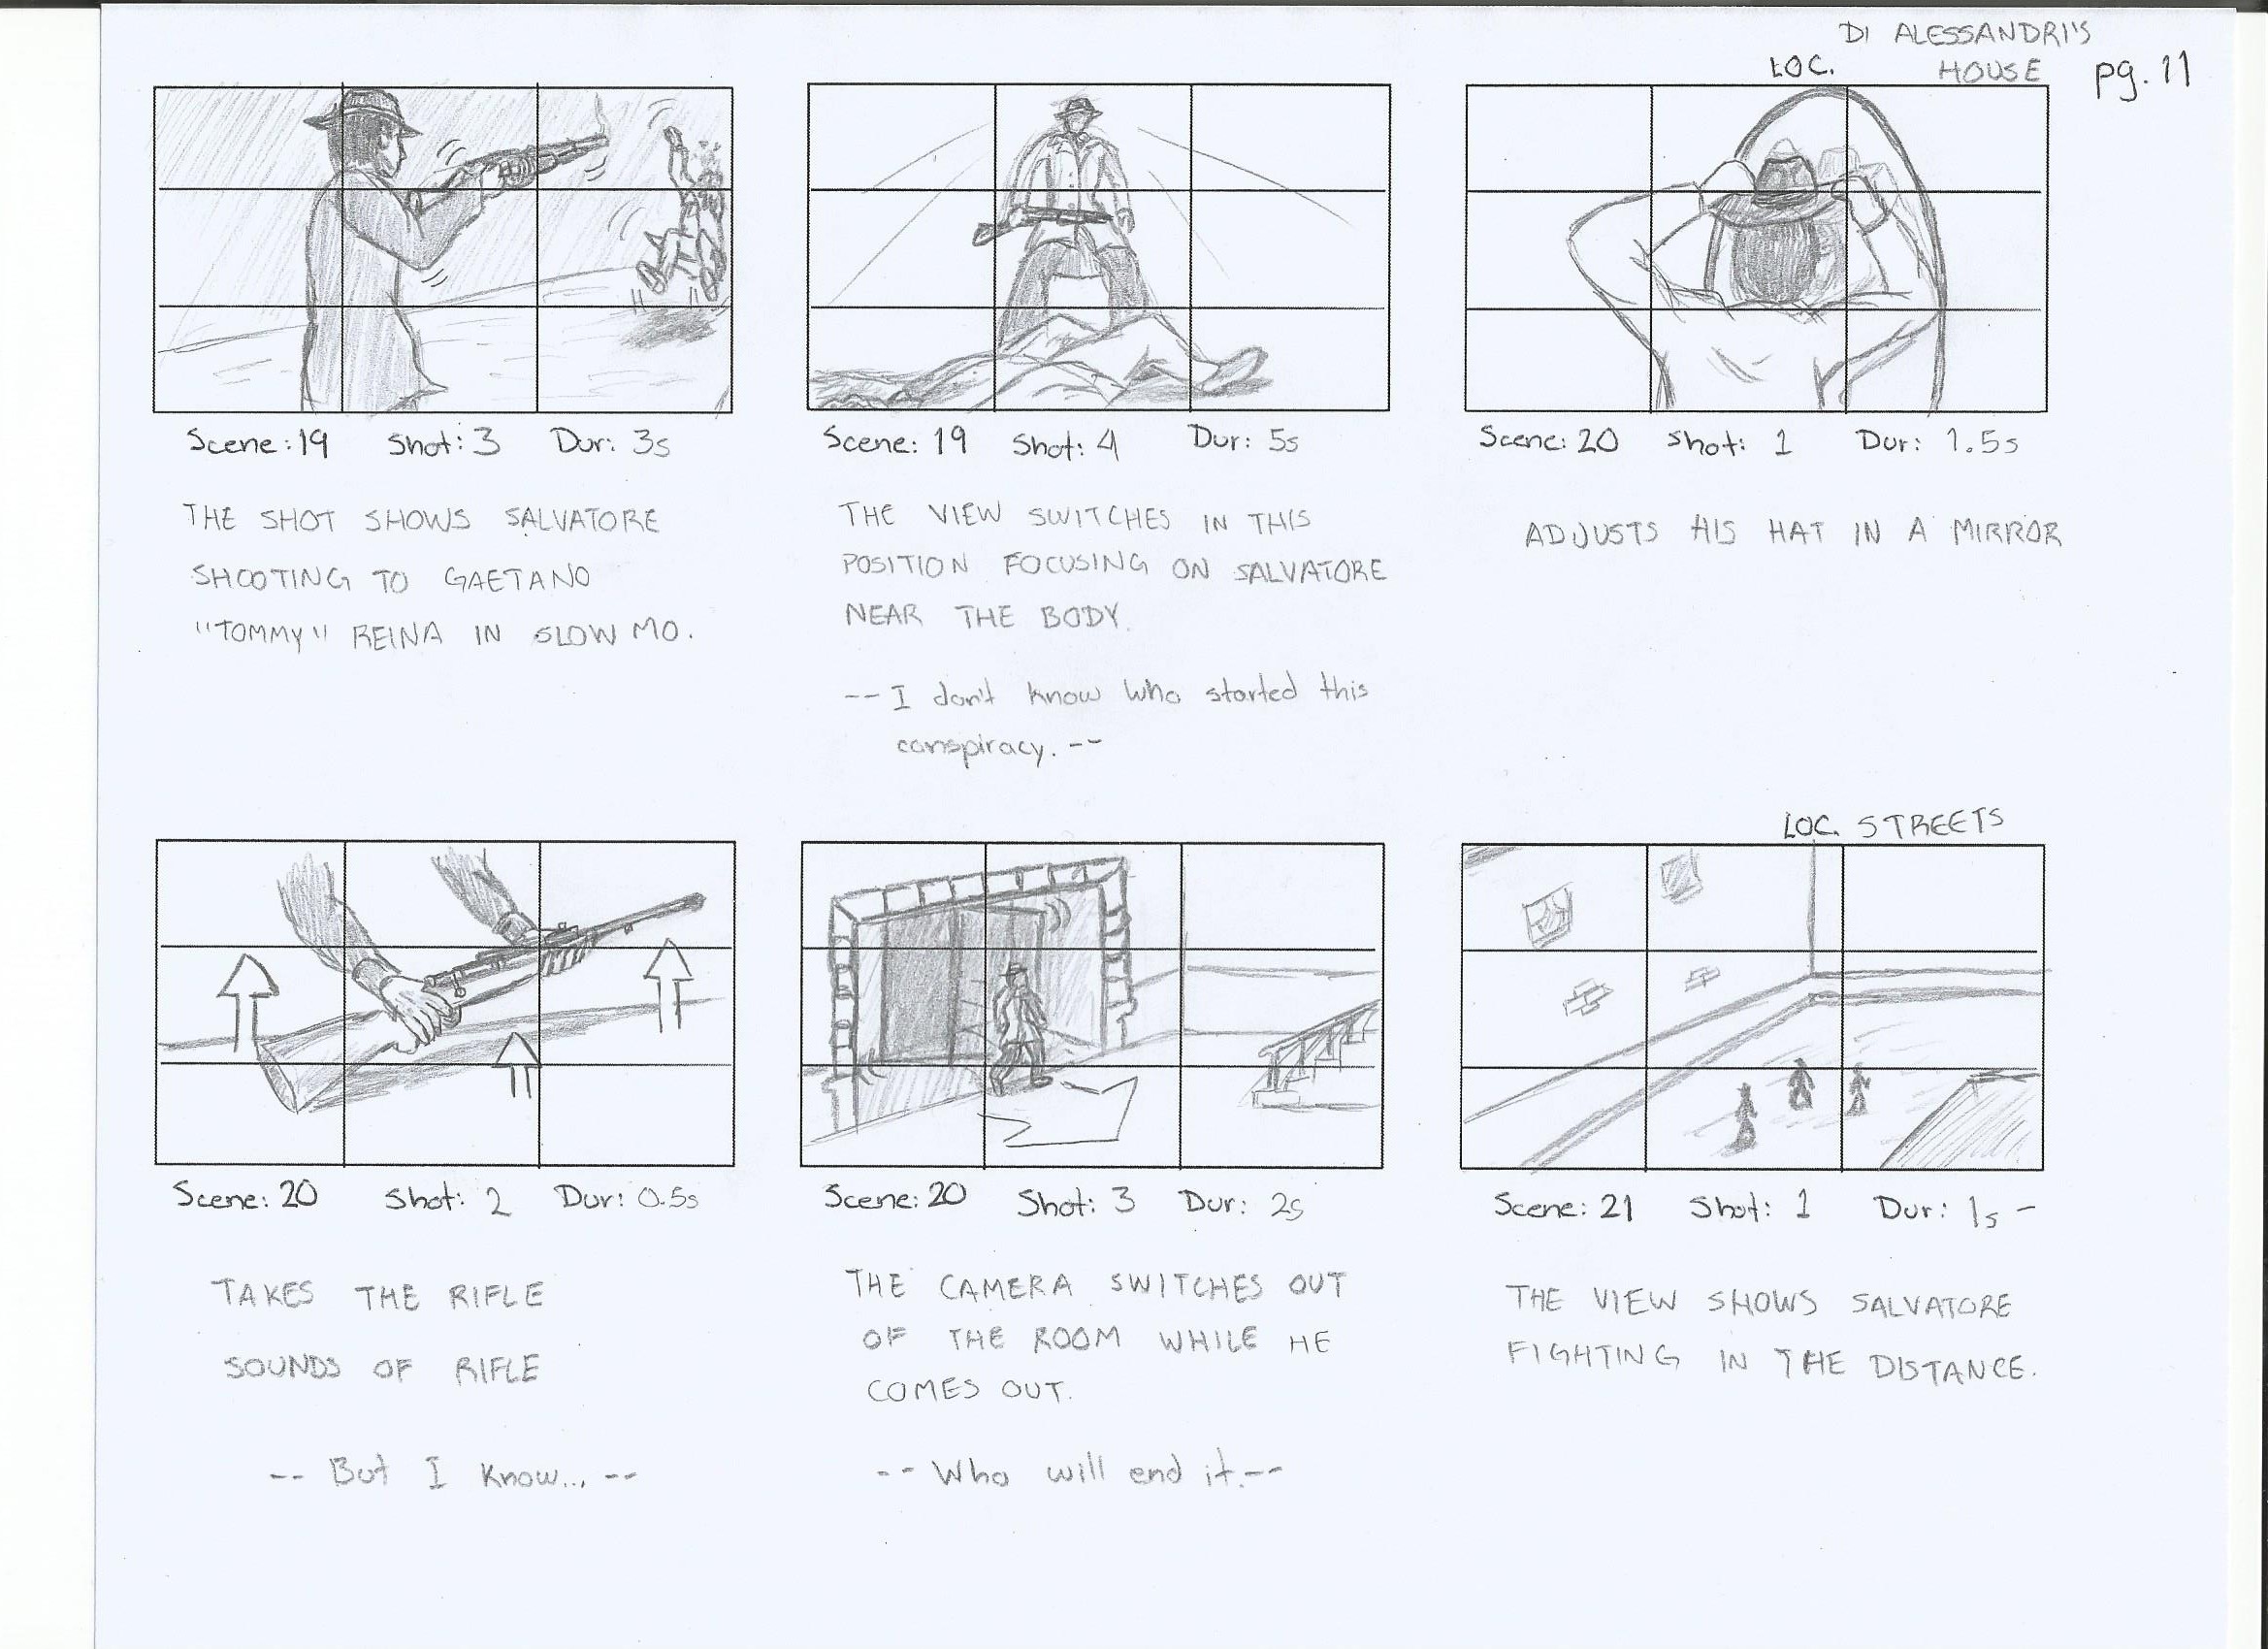 DI ALESSANDRI'S
LOC. HOUSE pg. 11
Scene: 19 Shot: 3 Dur: 3s
THE SHOT SHOWS SALVATORE
SHOOTING TO GAETANO
"TOMMY" REINA IN SLOW MO.
Scene: 19 Shot: 4 Dur: 5s
THE VIEW SWITCHES IN THIS
POSITION FOCUSING ON SALVATORE
NEAR THE BODY.
-- I don't know who started this
conspiracy. --
Scene: 20 Shot: 1 Dur: 1.5s
ADJUSTS HIS HAT IN A MIRROR
Scene: 20 Shot: 2 Dur: 0.5s
TAKES THE RIFLE
SOUNDS OF RIFLE
-- But I know... --
Scene: 20 Shot: 3 Dur: 2s
THE CAMERA SWITCHES OUT
OF THE ROOM WHILE HE
COMES OUT.
-- Who will end it. --
LOC. STREETS
Scene: 21 Shot: 1 Dur: 1s -
THE VIEW SHOWS SALVATORE
FIGHTING IN THE DISTANCE.